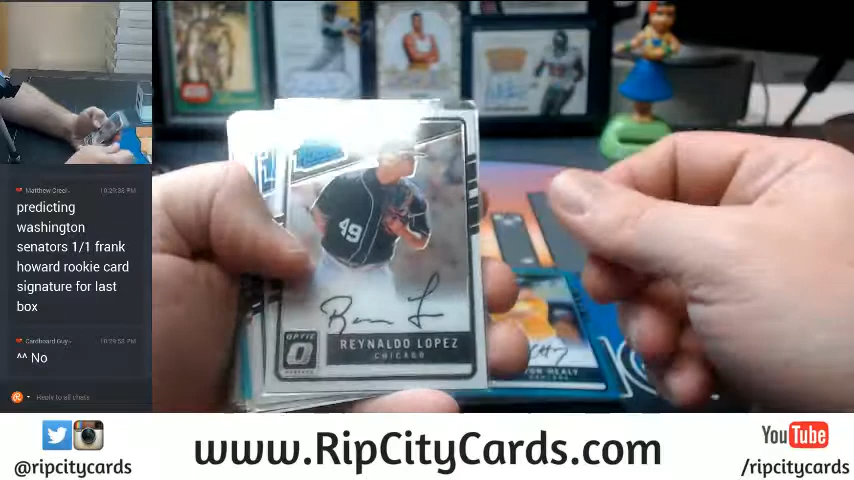 Matthew Creel
10:29:38 PM
predicting
washington
senators 1/1 frank
howard rookie card
signature for last
box
Cardboard Guy
10:29:53 PM
^^ No
Reply to all chats
49
OPTIC
REYNALDO LOPEZ
CHICAGO
HEALY
@ripcitycards
www.RipCityCards.com
YouTube
/ripcitycards